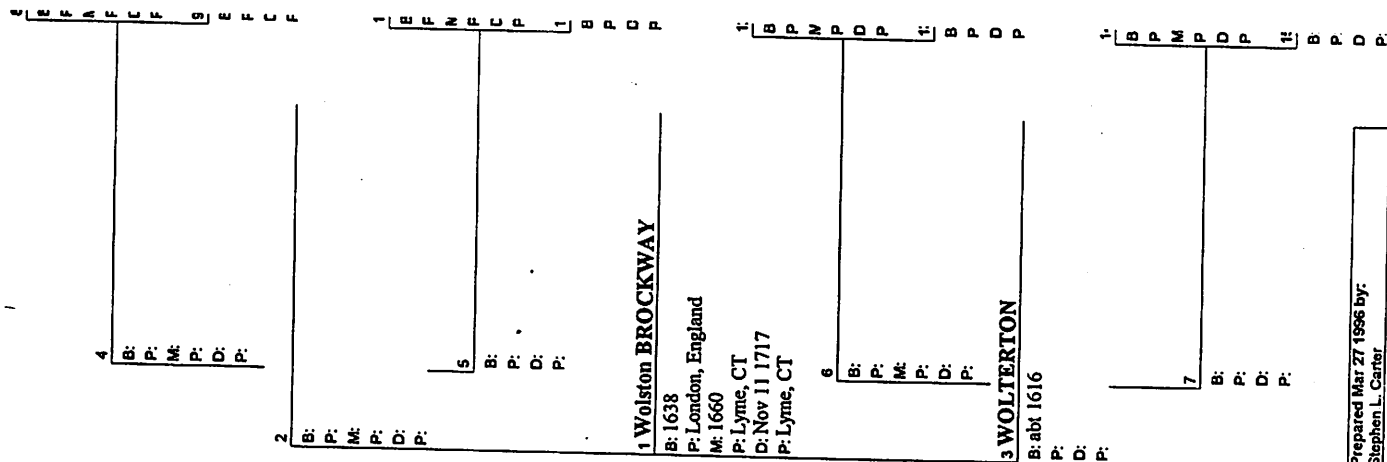 4
B:
P:
M:
P:
D:
P:
2
B:
P:
M:
P:
D:
P:
5
B:
P:
D:
P:
1 Wolston BROCKWAY
B: 1638
P: London, England
M: 1660
P: Lyme, CT
D: Nov 11 1717
P: Lyme, CT
6
B:
P:
M:
P:
D:
P:
3 WOLTERTON
B: abt 1616
P:
D:
P:
7
B:
P:
D:
P:
B
P
D
P
B
P
D
P
B
P
M
P
D
P
B
P
D
P:
Prepared Mar 27 1996 by:
Stephen L. Carter